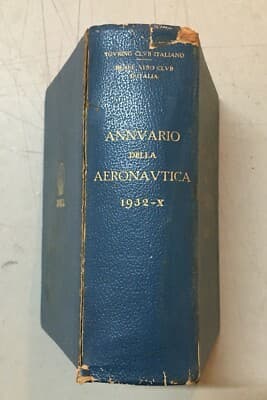 TOVRING CLVB ITALIANO
REALE AERO CLVB
D'ITALIA
ANNVARIO
DELLA
AERONAVTICA
1932-X